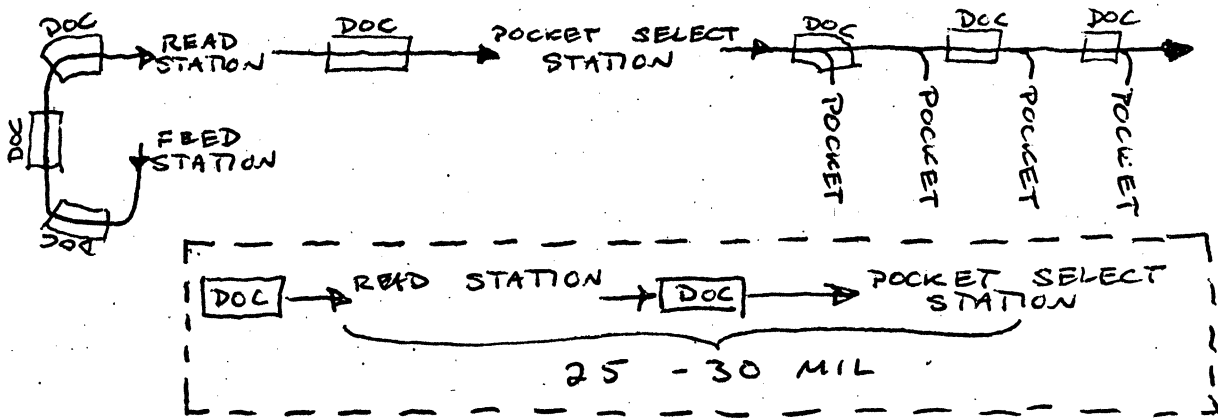 DOC
READ
STATION
DOC
POCKET SELECT
STATION
DOC
DOC
DOC
DOC
FEED
STATION
DOC
POCKET
POCKET
POCKET
POCKET
DOC
READ STATION
DOC
POCKET SELECT
STATION
25 - 30 MIL